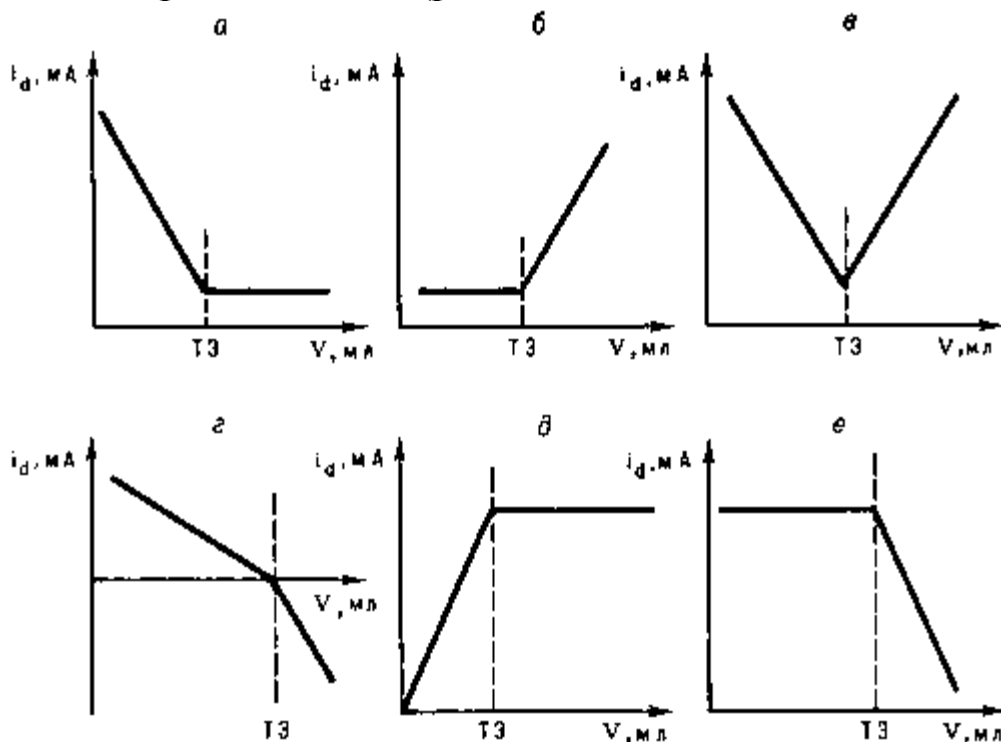 а б в
i_d, мА i_d, мА i_d, мА
ТЭ V, мл ТЭ V, мл ТЭ V, мл
г д е
i_d, мА i_d, мА i_d, мА
V, мл
ТЭ ТЭ V, мл ТЭ V, мл